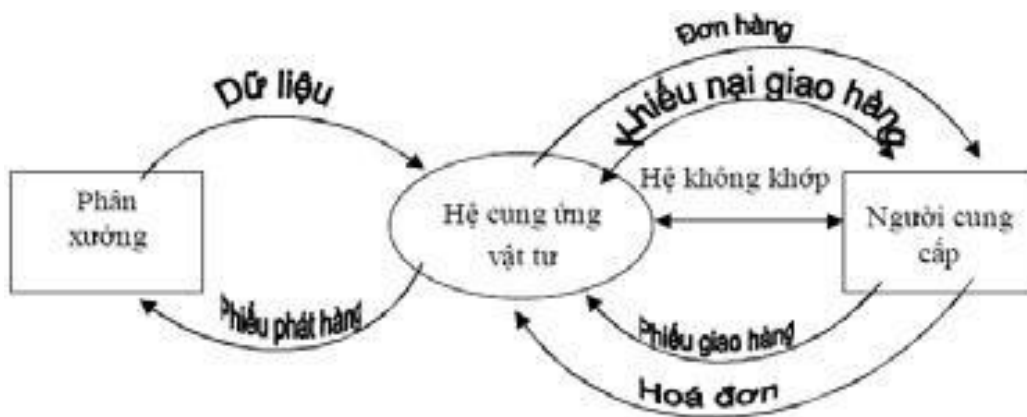 Đơn hàng
Khiếu nại giao hàng
Dữ liệu
Hệ không khớp
Phân
xưởng
Hệ cung ứng
vật tư
Người cung
cấp
Phiếu phát hàng
Phiếu giao hàng
Hoá đơn